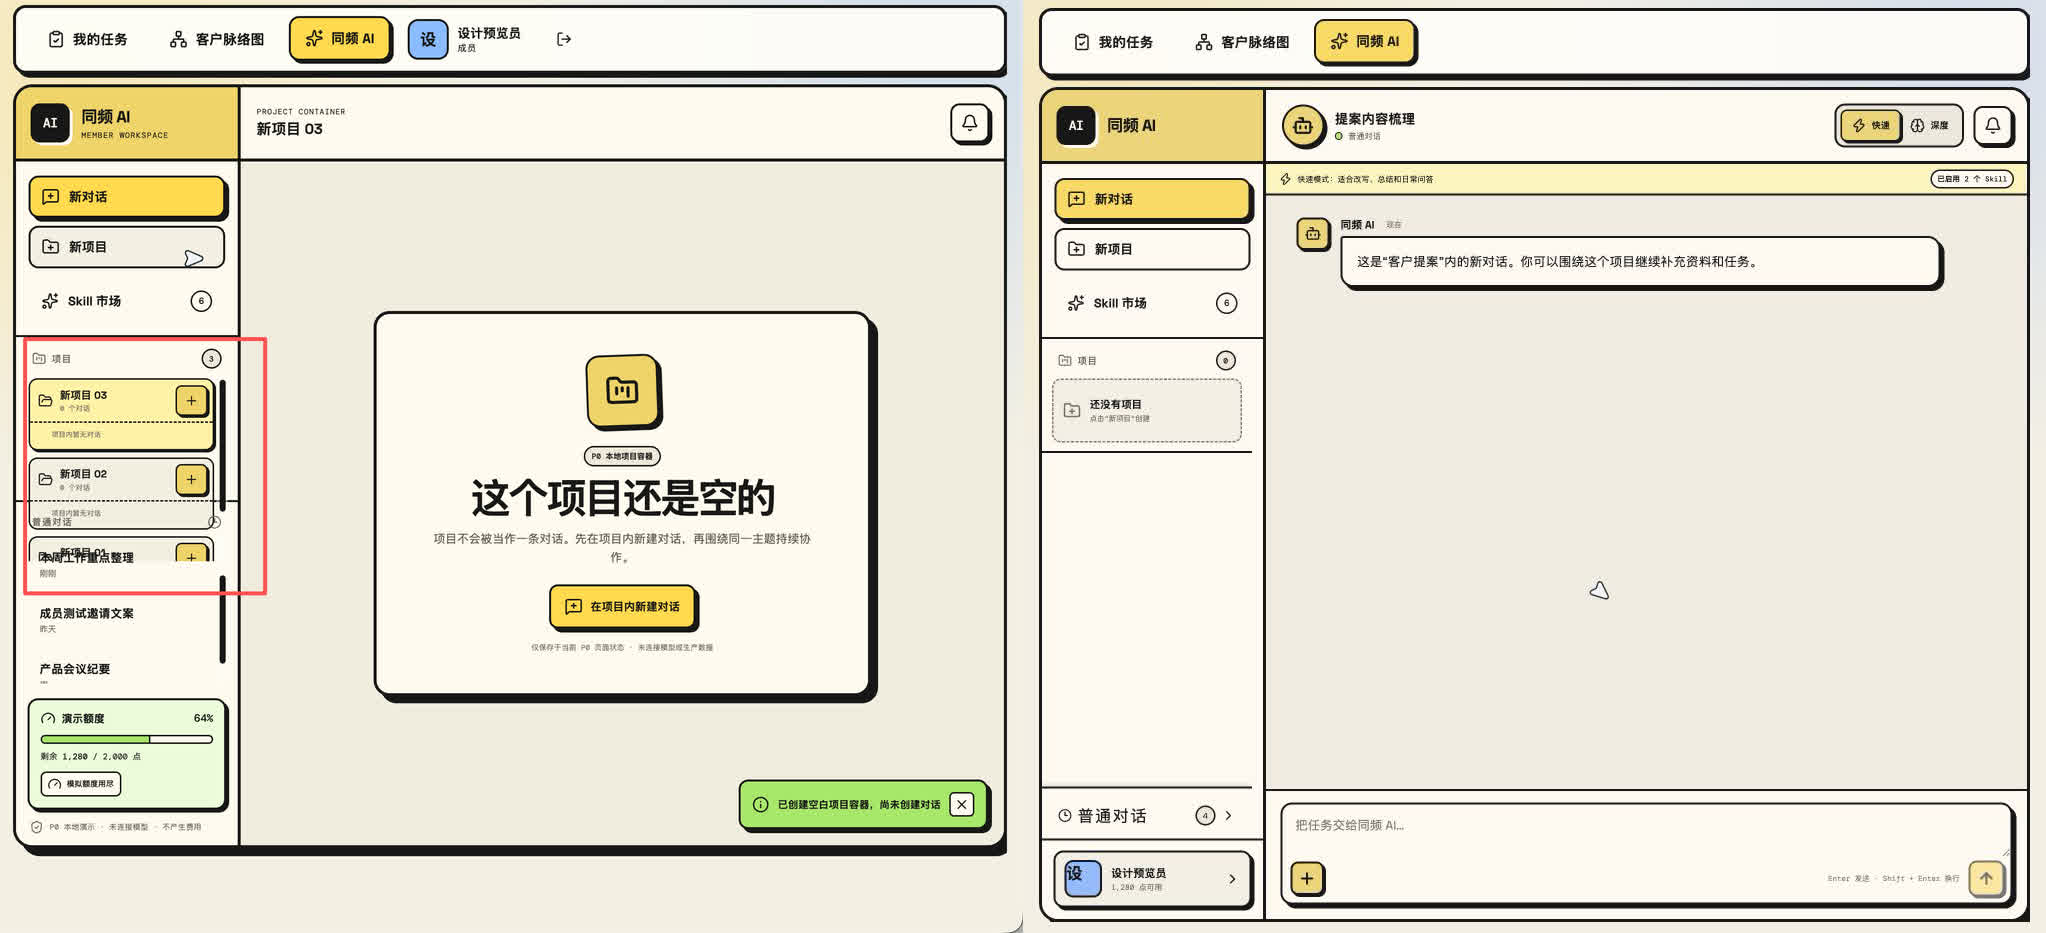 我的任务
客户脉络图
同频 AI
设
设计预览员
成员
AI
同频 AI
MEMBER WORKSPACE
PROJECT CONTAINER
新项目 03
新对话
新项目
Skill 市场
6
项目
3
新项目 03
0 个对话
项目内暂无对话
新项目 02
0 个对话
项目内暂无对话
普通对话
新项目 01
本周工作重点整理
刚刚
成员测试邀请文案
昨天
产品会议纪要
演示额度
64%
剩余 1,280 / 2,000 点
模拟额度用尽
P0 本地演示 · 未连接模型 · 不产生费用
P0 本地项目容器
这个项目还是空的
项目不会被当作一条对话。先在项目内新建对话，再围绕同一主题持续协
作。
在项目内新建对话
仅保存于当前 P0 页面状态 · 未连接模型或生产数据
已创建空白项目容器，尚未创建对话
我的任务
客户脉络图
同频 AI
AI
同频 AI
提案内容梳理
普通对话
快速
深度
快速模式：适合改写、总结和日常问答
已启用 2 个 Skill
新对话
新项目
Skill 市场
6
项目
0
还没有项目
点击“新项目”创建
同频 AI
现在
这是“客户提案”内的新对话。你可以围绕这个项目继续补充资料和任务。
普通对话
4
设
设计预览员
1,280 点可用
把任务交给同频 AI...
Enter 发送 · Shift + Enter 换行